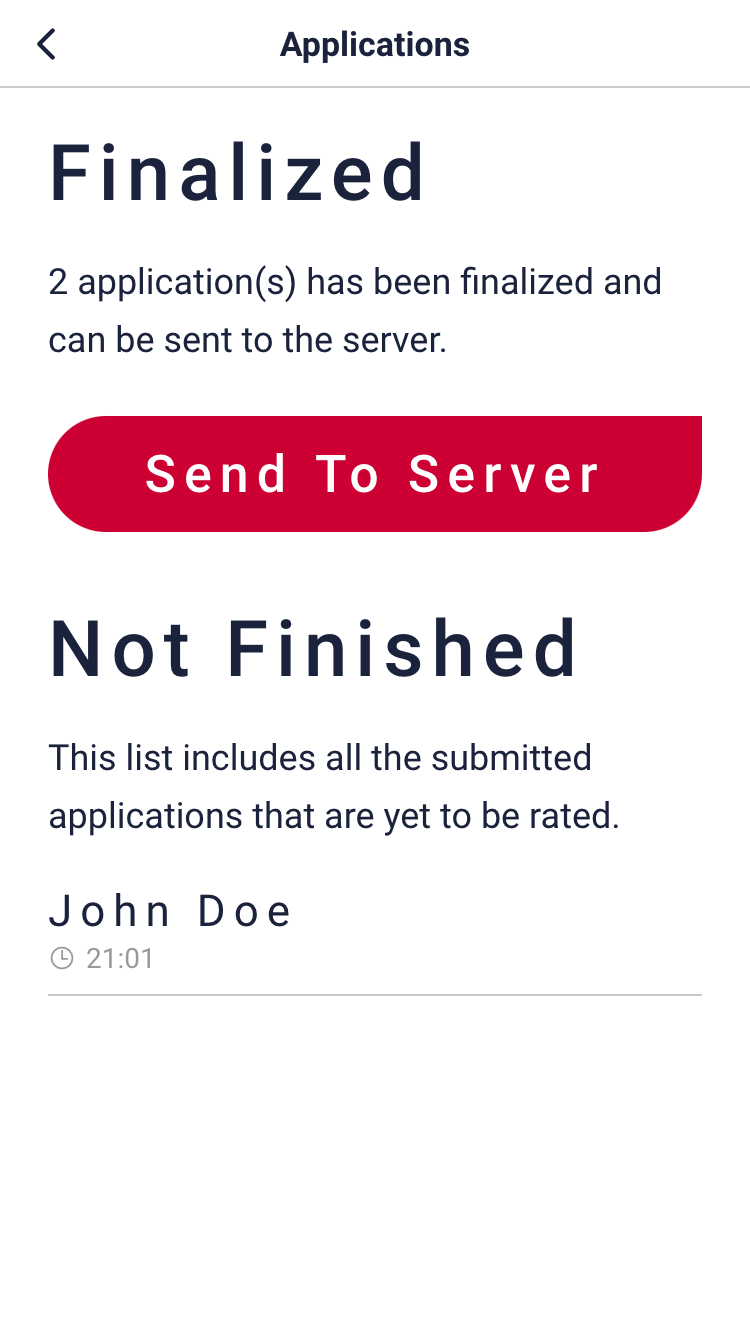 Applications
Finalized
2 application(s) has been finalized and
can be sent to the server.
Send To Server
Not Finished
This list includes all the submitted
applications that are yet to be rated.
John Doe
21:01